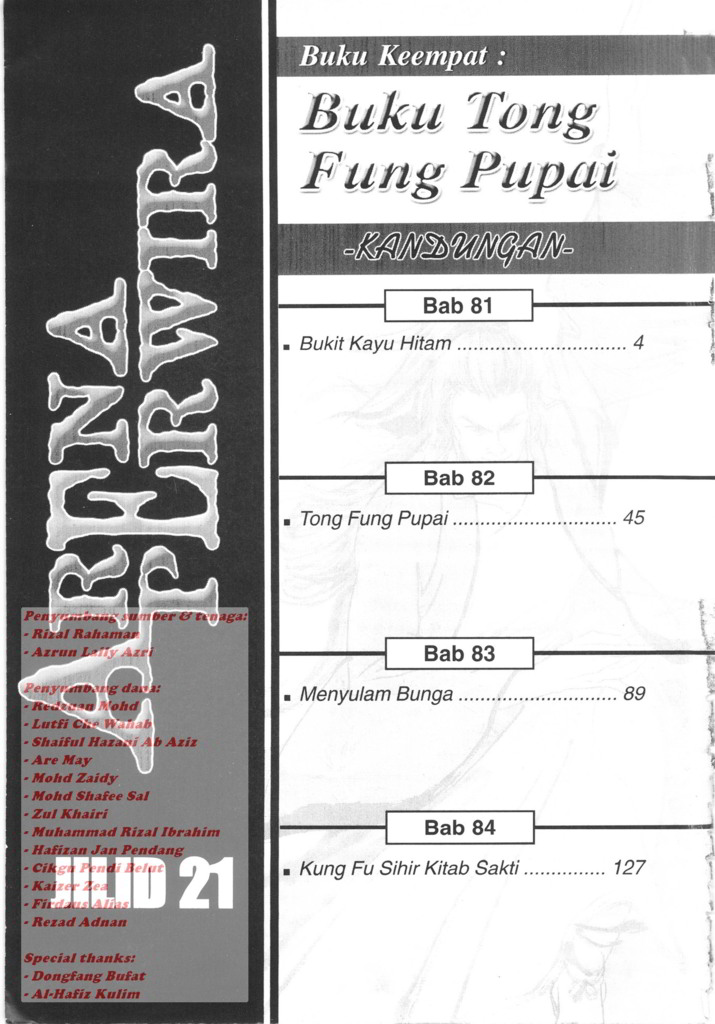 ARENA
PERWIRA
Penyumbang sumber & tenaga:
- Rizal Rahaman
- Azrun Laily Azri
Penyumbang dana:
- Redzuan Mohd
- Lutfi Che Wahab
- Shaiful Hazani Ab Aziz
- Are May
- Mohd Zaidy
- Mohd Shafee Sal
- Zul Khairi
- Muhammad Rizal Ibrahim
- Hafizan Jan Pendang
- Cikgu Pendi Belut
- Kaizer Zea
- Firdaus Alias
- Rezad Adnan
Special thanks:
- Dongfang Bufat
- Al-Hafiz Kulim
JILID 21
Buku Keempat :
Buku Tong
Fung Pupai
-KANDUNGAN-
Bab 81
Bukit Kayu Hitam ............................... 4
Bab 82
Tong Fung Pupai .............................. 45
Bab 83
Menyulam Bunga ............................. 89
Bab 84
Kung Fu Sihir Kitab Sakti ............... 127